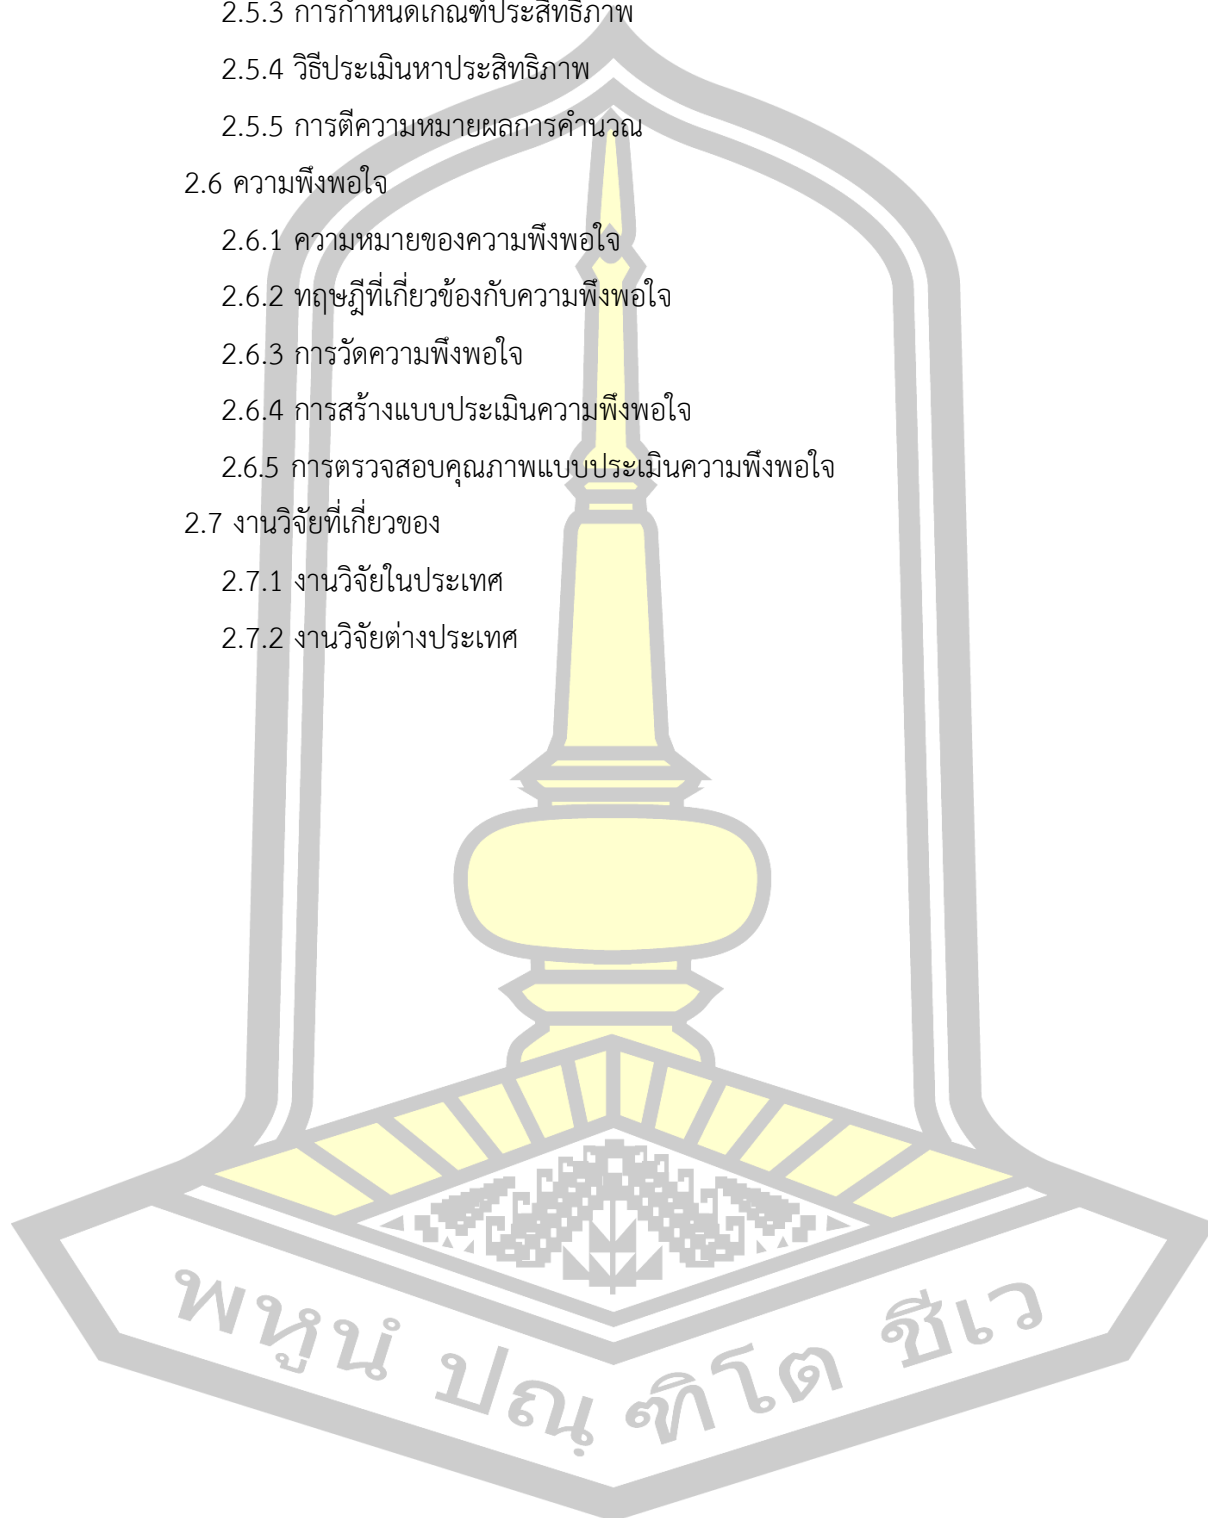 2.5.3 การกำหนดเกณฑ์ประสิทธิภาพ
2.5.4 วิธีประเมินหาประสิทธิภาพ
2.5.5 การตีความหมายผลการคำนวณ
2.6 ความพึงพอใจ
2.6.1 ความหมายของความพึงพอใจ
2.6.2 ทฤษฎีที่เกี่ยวข้องกับความพึงพอใจ
2.6.3 การวัดความพึงพอใจ
2.6.4 การสร้างแบบประเมินความพึงพอใจ
2.6.5 การตรวจสอบคุณภาพแบบประเมินความพึงพอใจ
2.7 งานวิจัยที่เกี่ยวของ
2.7.1 งานวิจัยในประเทศ
2.7.2 งานวิจัยต่างประเทศ
พหูนํ ปณฺฑิโต ชีเว